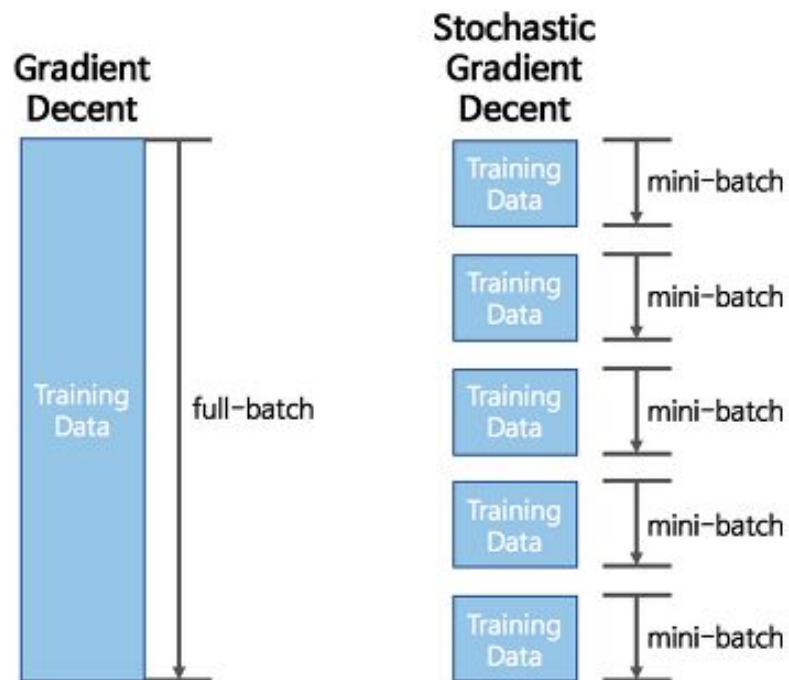 Gradient
Decent
Training
Data
full-batch
Stochastic
Gradient
Decent
Training
Data
mini-batch
Training
Data
mini-batch
Training
Data
mini-batch
Training
Data
mini-batch
Training
Data
mini-batch